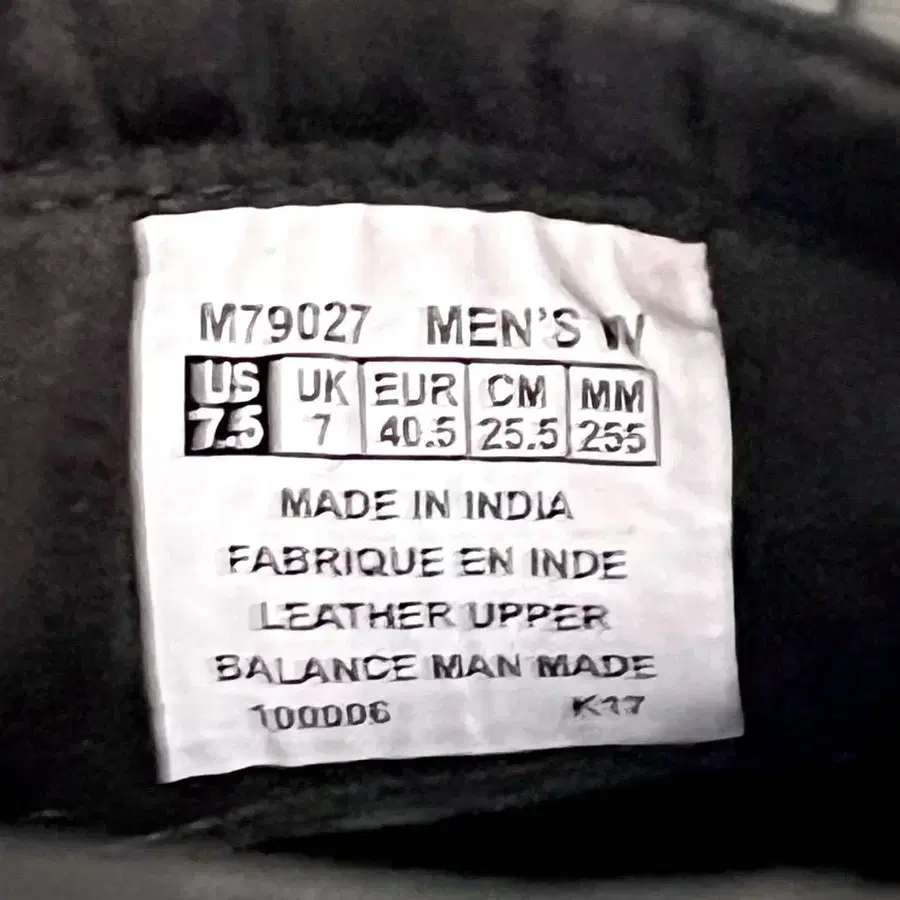 M79027 MEN'S W
US UK EUR CM MM
7.5 7 40.5 25.5 255
MADE IN INDIA
FABRIQUE EN INDE
LEATHER UPPER
BALANCE MAN MADE
100006